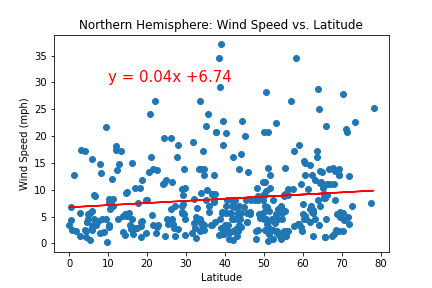 Northern Hemisphere: Wind Speed vs. Latitude
y = 0.04x +6.74
Wind Speed (mph)
35
30
25
20
15
10
5
0
0 10 20 30 40 50 60 70 80
Latitude